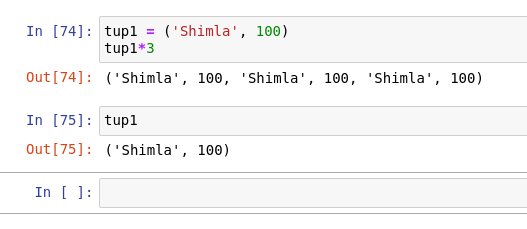 In [74]: tup1 = ('Shimla', 100)
tup1*3
Out[74]: ('Shimla', 100, 'Shimla', 100, 'Shimla', 100)
In [75]: tup1
Out[75]: ('Shimla', 100)
In [ ]: